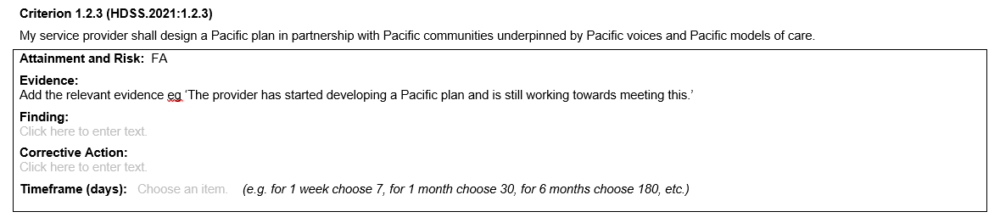 Criterion 1.2.3 (HDSS.2021:1.2.3)
My service provider shall design a Pacific plan in partnership with Pacific communities underpinned by Pacific voices and Pacific models of care.
Attainment and Risk: FA
Evidence:
Add the relevant evidence eg ‘The provider has started developing a Pacific plan and is still working towards meeting this.’
Finding:
Click here to enter text.
Corrective Action:
Click here to enter text.
Timeframe (days): Choose an item. (e.g. for 1 week choose 7, for 1 month choose 30, for 6 months choose 180, etc.)